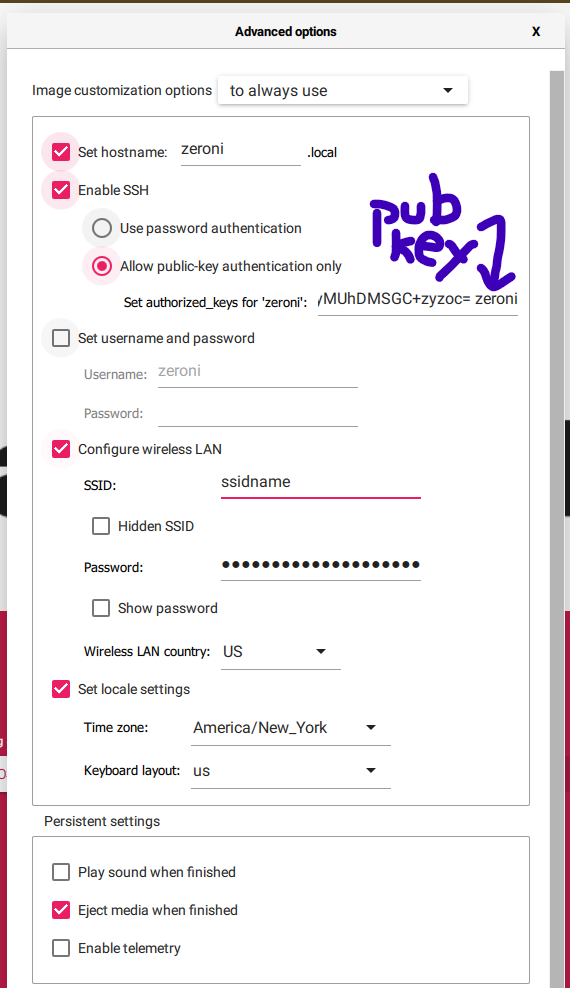 Advanced options X
Image customization options to always use
Set hostname: zeroni .local
Enable SSH
pub
key
Use password authentication
Allow public-key authentication only
Set authorized_keys for 'zeroni': yMUhDMSGC+zyzoc= zeroni
Set username and password
Username: zeroni
Password:
Configure wireless LAN
SSID: ssidname
Hidden SSID
Password: ●●●●●●●●●●●●●●●●●●●●
Show password
Wireless LAN country: US
Set locale settings
Time zone: America/New_York
Keyboard layout: us
Persistent settings
Play sound when finished
Eject media when finished
Enable telemetry